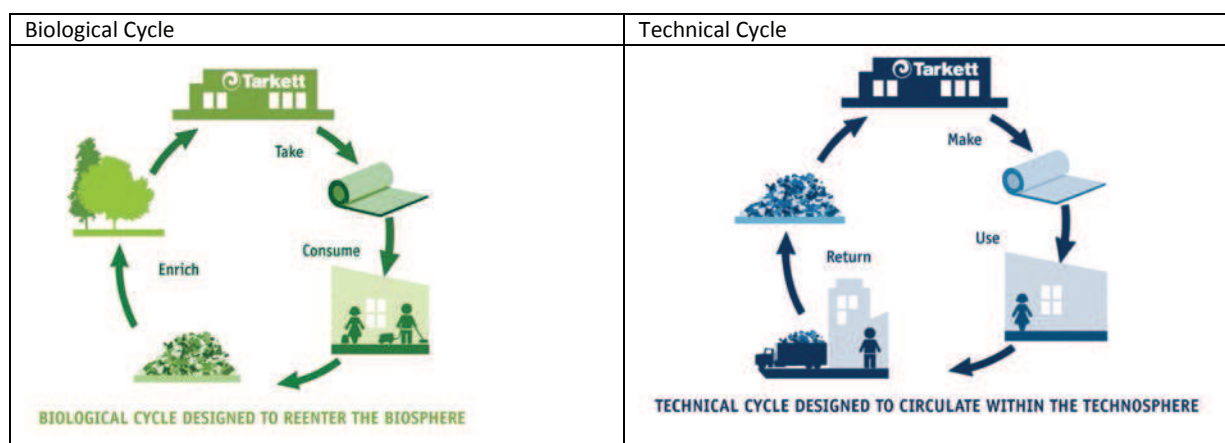 Biological Cycle
Tarkett
Take
Consume
Enrich
BIOLOGICAL CYCLE DESIGNED TO REENTER THE BIOSPHERE
Technical Cycle
Tarkett
Make
Use
Return
TECHNICAL CYCLE DESIGNED TO CIRCULATE WITHIN THE TECHNOSPHERE